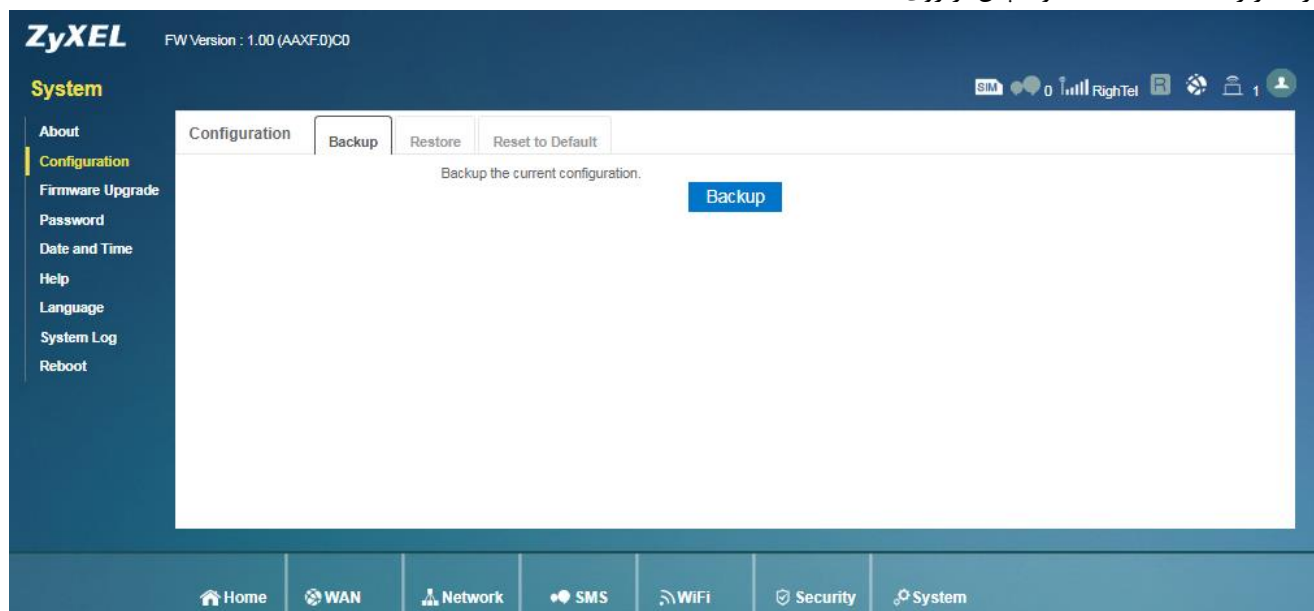 ZyXEL FW Version : 1.00 (AAXF.0)C0
System
SIM 0 RighTel R 1
About
Configuration
Firmware Upgrade
Password
Date and Time
Help
Language
System Log
Reboot
Configuration Backup Restore Reset to Default
Backup the current configuration.
Backup
Home WAN Network SMS WiFi Security System